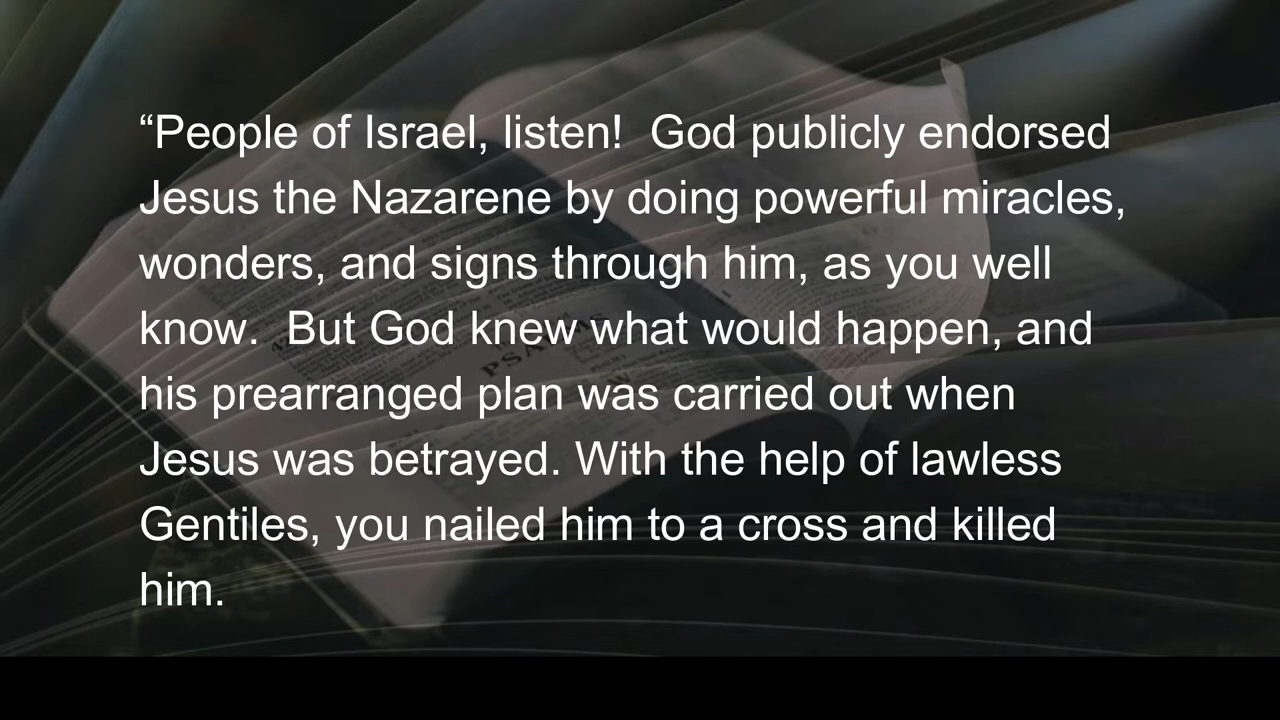 “People of Israel, listen!  God publicly endorsed
Jesus the Nazarene by doing powerful miracles,
wonders, and signs through him, as you well
know.  But God knew what would happen, and
his prearranged plan was carried out when
Jesus was betrayed. With the help of lawless
Gentiles, you nailed him to a cross and killed
him.
PSALMS